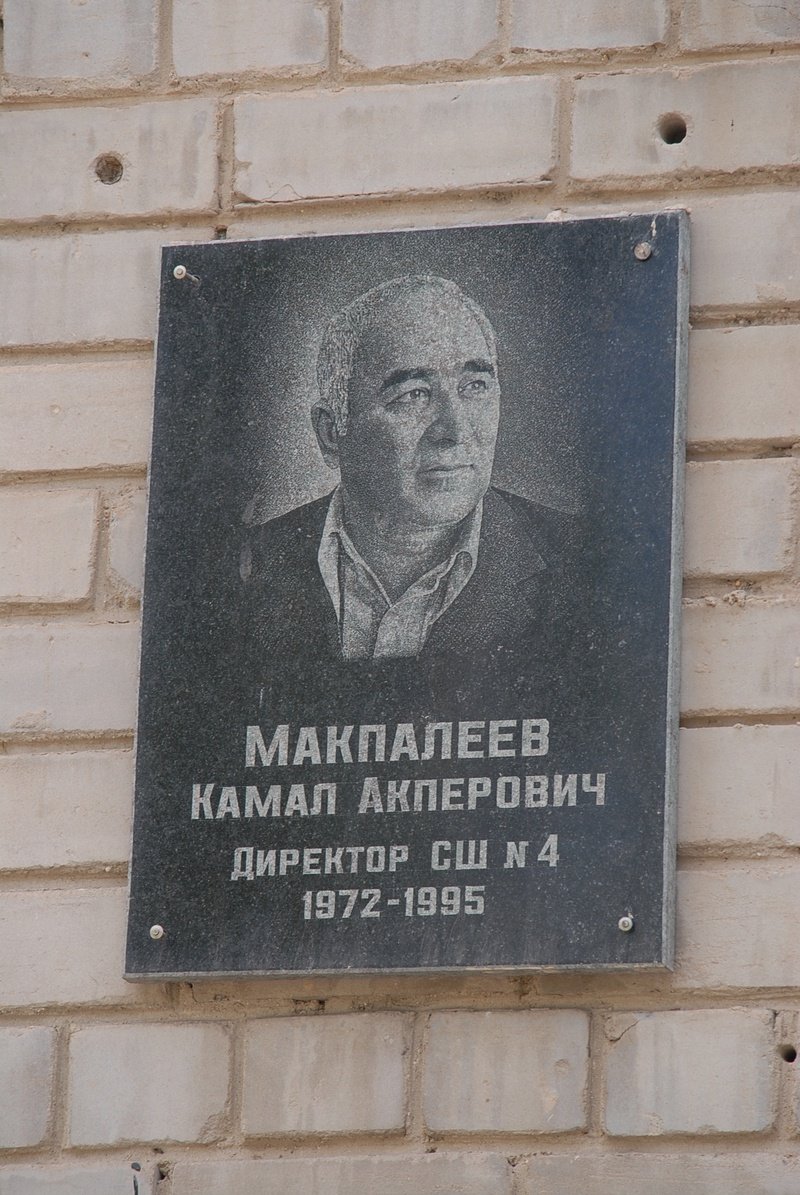 МАКПАЛЕЕВ
КАМАЛ АКПЕРОВИЧ
ДИРЕКТОР СШ N 4
1972-1995